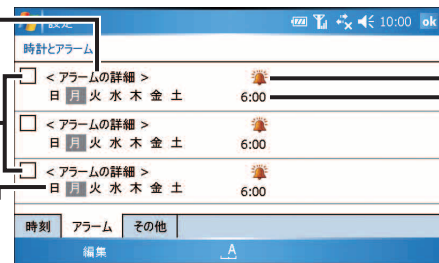 設定 10:00 ok
時計とアラーム
< アラームの詳細 >
日 月 火 水 木 金 土 6:00
< アラームの詳細 >
日 月 火 水 木 金 土 6:00
< アラームの詳細 >
日 月 火 水 木 金 土 6:00
時刻 アラーム その他
編集 A